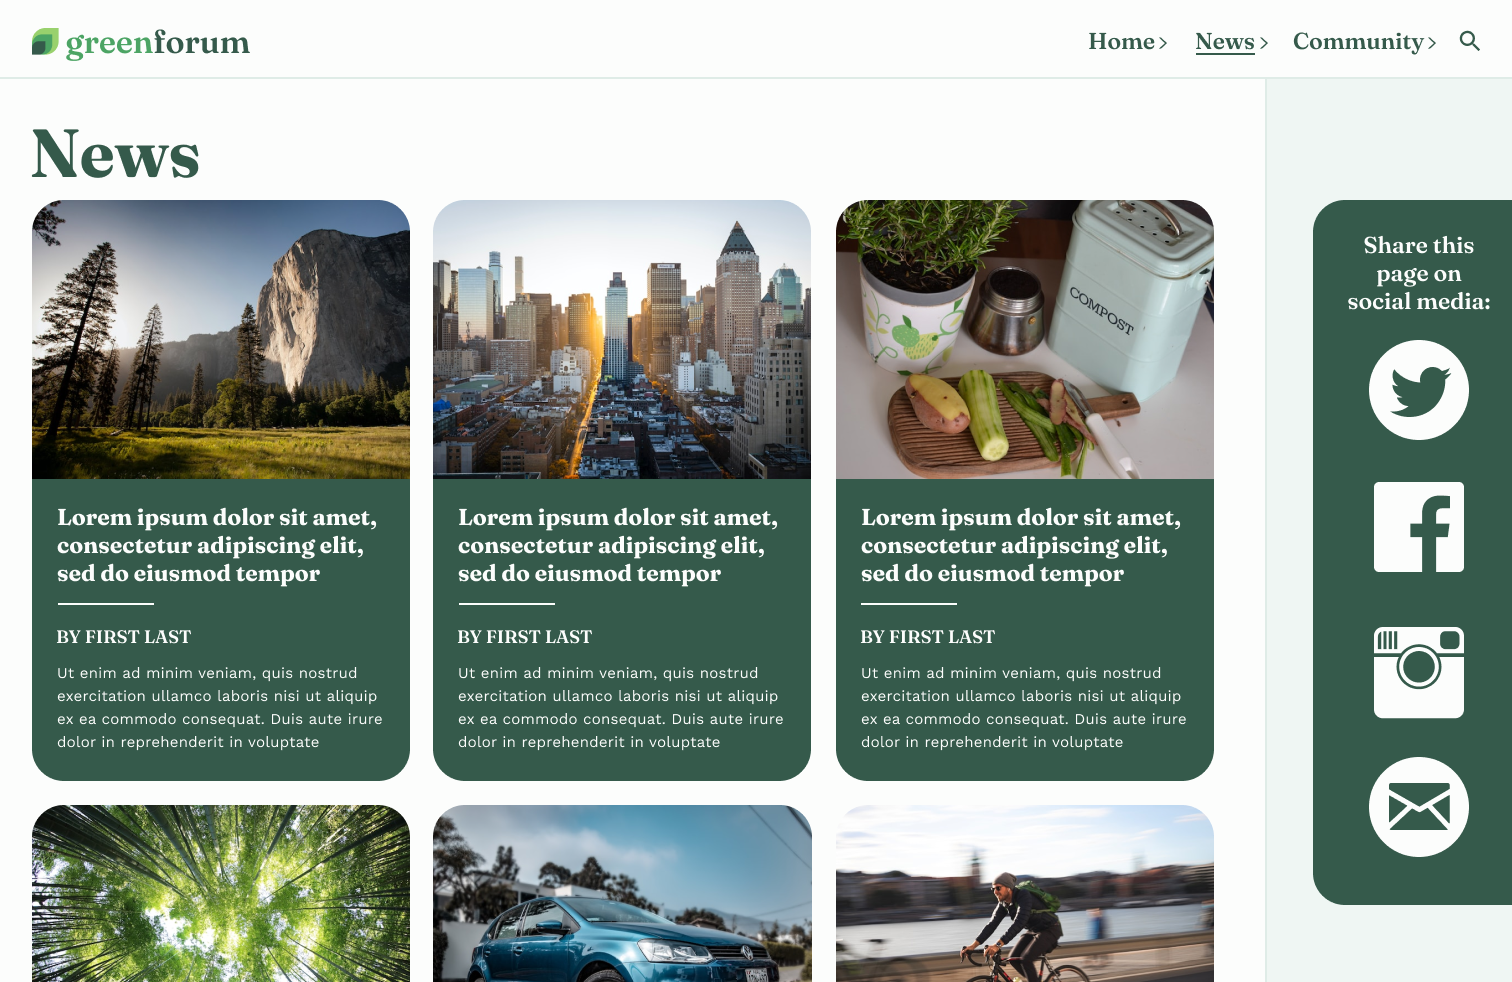 greenforum
Home
News
Community
News
COMPOST
Lorem ipsum dolor sit amet,
consectetur adipiscing elit,
sed do eiusmod tempor
BY FIRST LAST
Ut enim ad minim veniam, quis nostrud
exercitation ullamco laboris nisi ut aliquip
ex ea commodo consequat. Duis aute irure
dolor in reprehenderit in voluptate
Lorem ipsum dolor sit amet,
consectetur adipiscing elit,
sed do eiusmod tempor
BY FIRST LAST
Ut enim ad minim veniam, quis nostrud
exercitation ullamco laboris nisi ut aliquip
ex ea commodo consequat. Duis aute irure
dolor in reprehenderit in voluptate
Lorem ipsum dolor sit amet,
consectetur adipiscing elit,
sed do eiusmod tempor
BY FIRST LAST
Ut enim ad minim veniam, quis nostrud
exercitation ullamco laboris nisi ut aliquip
ex ea commodo consequat. Duis aute irure
dolor in reprehenderit in voluptate
Share this
page on
social media: